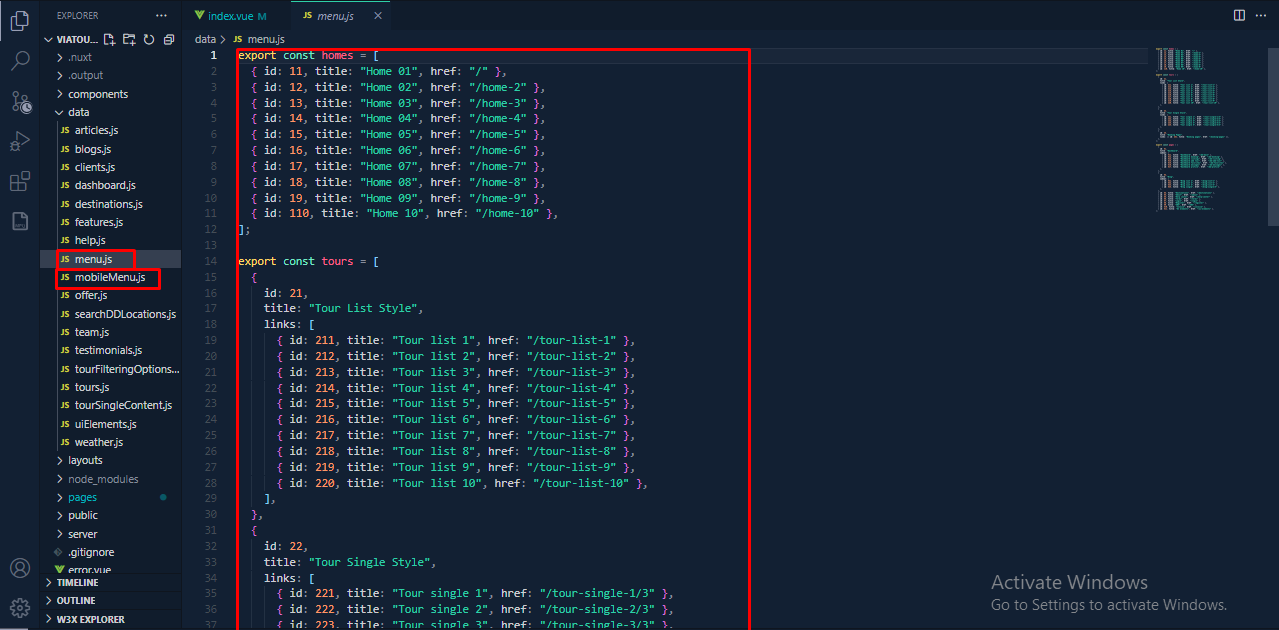 EXPLORER
index.vue M
JS menu.js
VIATOU...
data > JS menu.js
.nuxt
.output
components
data
JS articles.js
JS blogs.js
JS clients.js
JS dashboard.js
JS destinations.js
JS features.js
JS help.js
JS menu.js
JS mobileMenu.js
JS offer.js
JS searchDDLocations.js
JS team.js
JS testimonials.js
JS tourFilteringOptions...
JS tours.js
JS tourSingleContent.js
JS uiElements.js
JS weather.js
layouts
node_modules
pages
public
server
.gitignore
error.vue
TIMELINE
OUTLINE
W3X EXPLORER
1 export const homes = [
2 { id: 11, title: "Home 01", href: "/" },
3 { id: 12, title: "Home 02", href: "/home-2" },
4 { id: 13, title: "Home 03", href: "/home-3" },
5 { id: 14, title: "Home 04", href: "/home-4" },
6 { id: 15, title: "Home 05", href: "/home-5" },
7 { id: 16, title: "Home 06", href: "/home-6" },
8 { id: 17, title: "Home 07", href: "/home-7" },
9 { id: 18, title: "Home 08", href: "/home-8" },
10 { id: 19, title: "Home 09", href: "/home-9" },
11 { id: 110, title: "Home 10", href: "/home-10" },
12 ];
13
14 export const tours = [
15 {
16 id: 21,
17 title: "Tour List Style",
18 links: [
19 { id: 211, title: "Tour list 1", href: "/tour-list-1" },
20 { id: 212, title: "Tour list 2", href: "/tour-list-2" },
21 { id: 213, title: "Tour list 3", href: "/tour-list-3" },
22 { id: 214, title: "Tour list 4", href: "/tour-list-4" },
23 { id: 215, title: "Tour list 5", href: "/tour-list-5" },
24 { id: 216, title: "Tour list 6", href: "/tour-list-6" },
25 { id: 217, title: "Tour list 7", href: "/tour-list-7" },
26 { id: 218, title: "Tour list 8", href: "/tour-list-8" },
27 { id: 219, title: "Tour list 9", href: "/tour-list-9" },
28 { id: 220, title: "Tour list 10", href: "/tour-list-10" },
29 ],
30 },
31 {
32 id: 22,
33 title: "Tour Single Style",
34 links: [
35 { id: 221, title: "Tour single 1", href: "/tour-single-1/3" },
36 { id: 222, title: "Tour single 2", href: "/tour-single-2/3" },
37 { id: 223, title: "Tour single 3", href: "/tour-single-3/3" },
Activate Windows
Go to Settings to activate Windows.